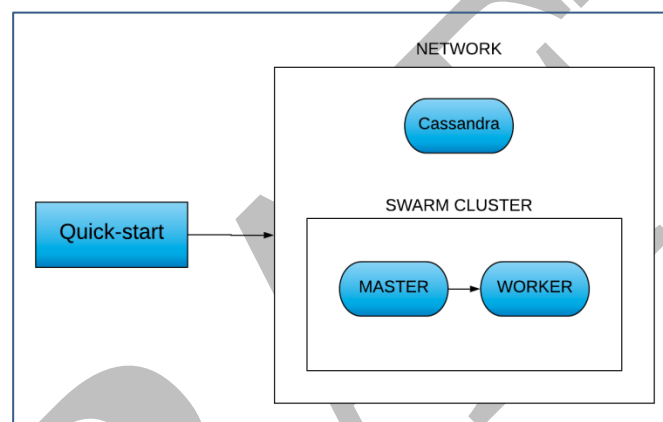 NETWORK
Cassandra
SWARM CLUSTER
Quick-start
MASTER
WORKER